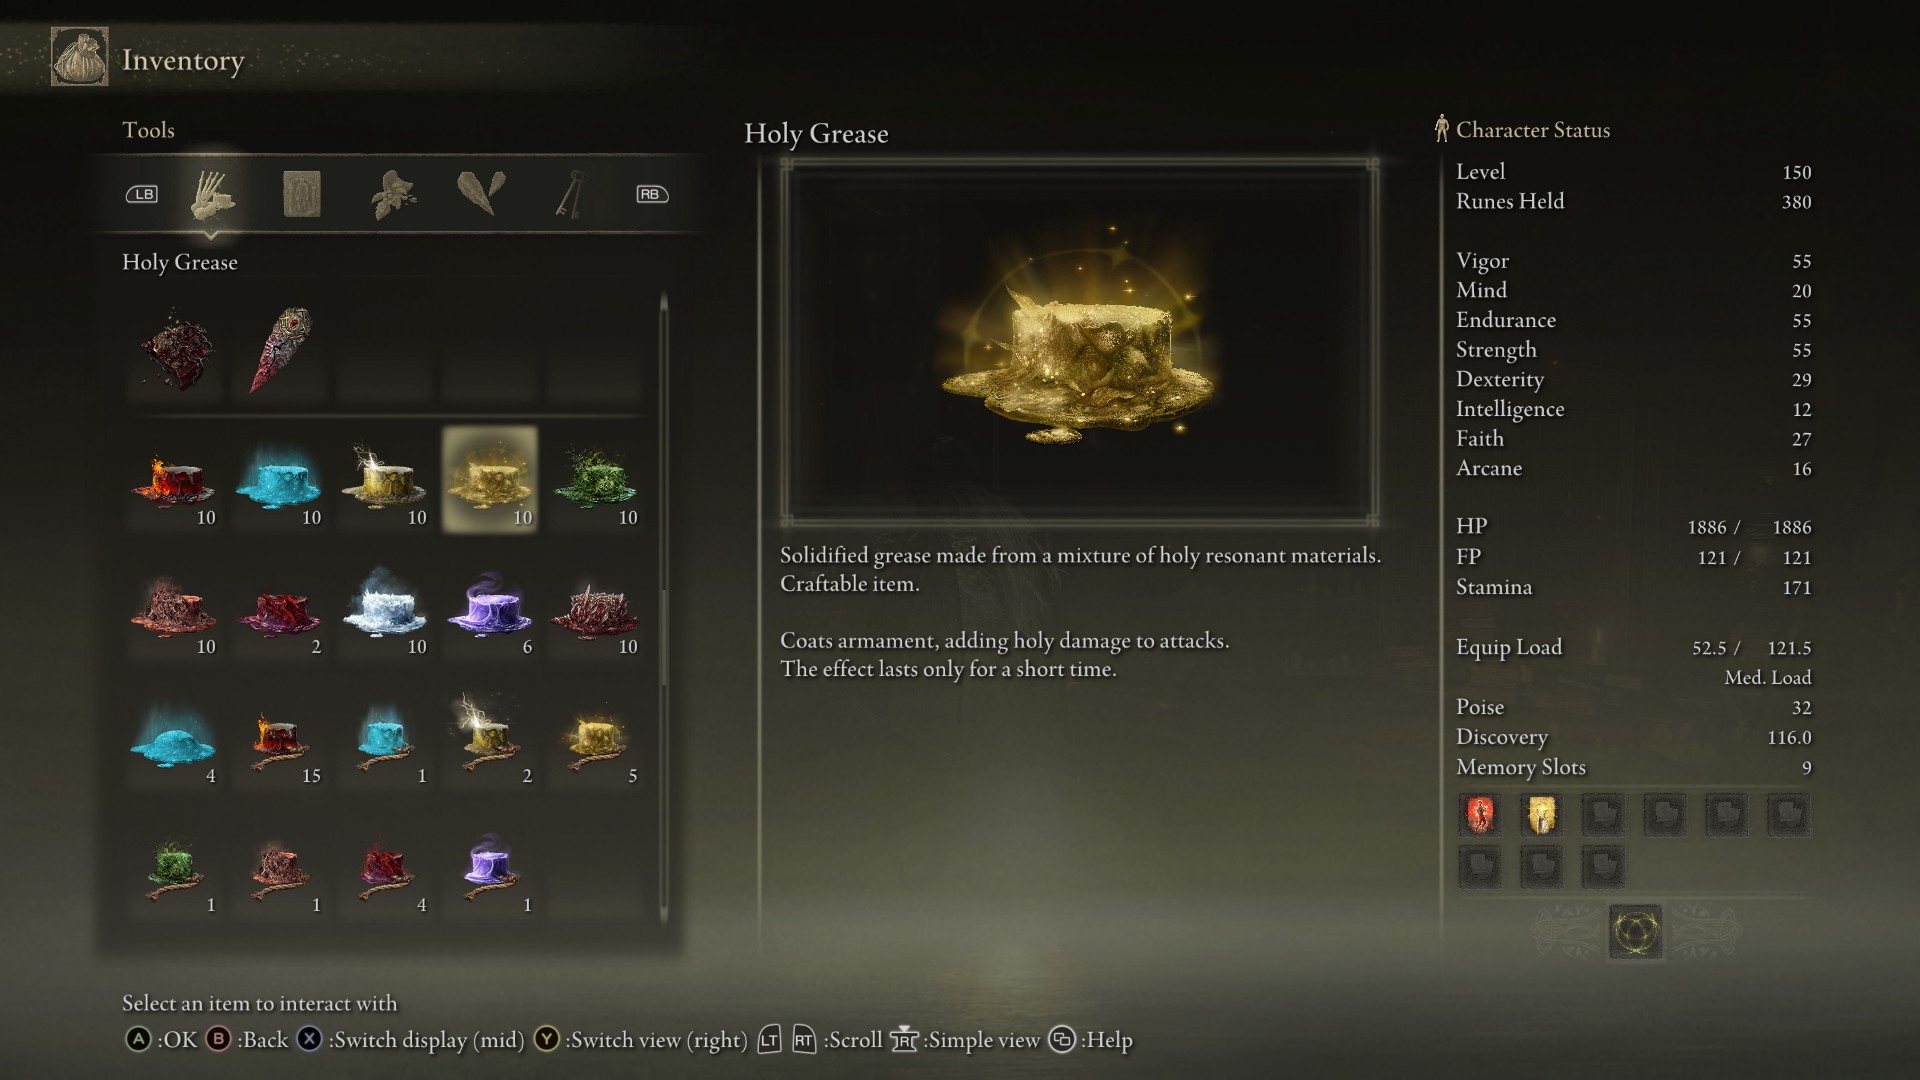 Inventory
Tools
LB
RB
Holy Grease
10
10
10
10
10
10
2
10
6
10
4
15
1
2
5
1
1
4
1
Holy Grease
Solidified grease made from a mixture of holy resonant materials.
Craftable item.
Coats armament, adding holy damage to attacks.
The effect lasts only for a short time.
Character Status
Level 150
Runes Held 380
Vigor 55
Mind 20
Endurance 55
Strength 55
Dexterity 29
Intelligence 12
Faith 27
Arcane 16
HP 1886 / 1886
FP 121 / 121
Stamina 171
Equip Load 52.5 / 121.5
Med. Load
Poise 32
Discovery 116.0
Memory Slots 9
Select an item to interact with
A :OK B :Back X :Switch display (mid) Y :Switch view (right) LT RT :Scroll R :Simple view :Help